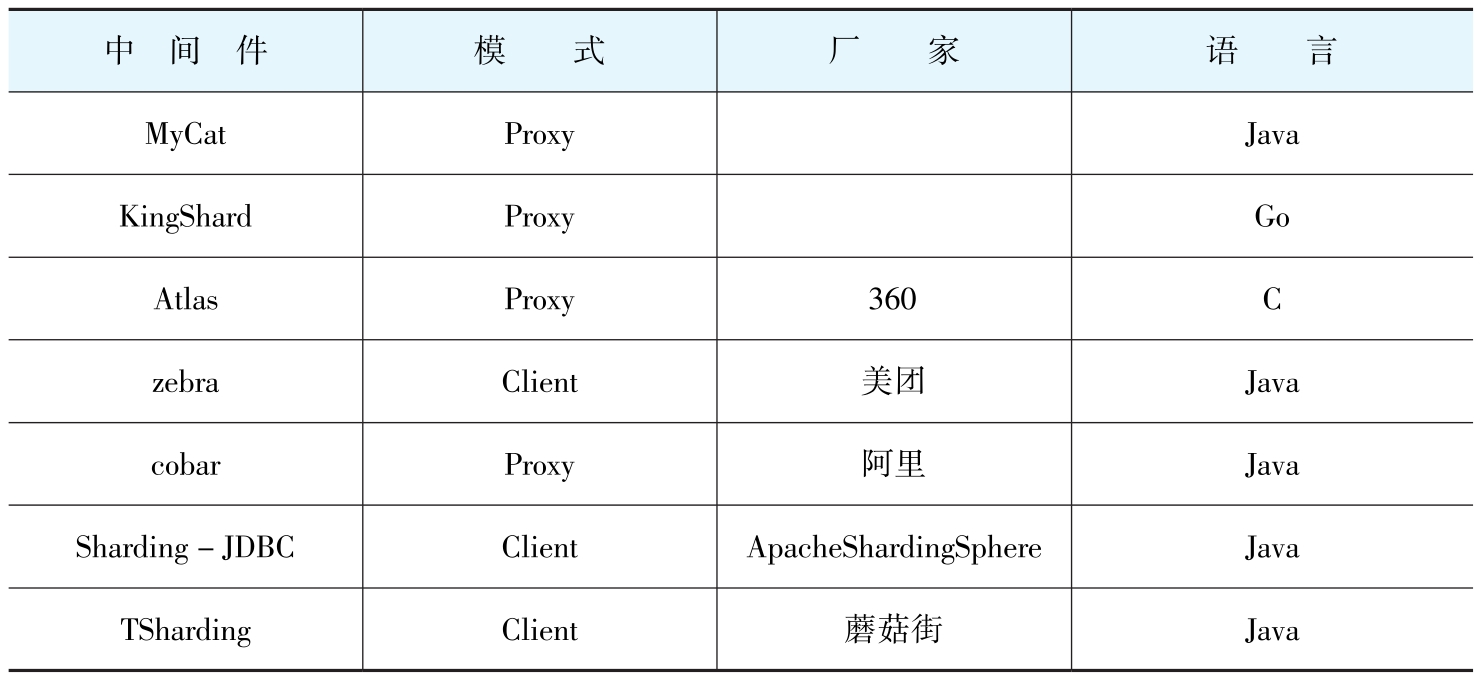 中间件 模式 厂家 语言
MyCat Proxy Java
KingShard Proxy Go
Atlas Proxy 360 C
zebra Client 美团 Java
cobar Proxy 阿里 Java
Sharding – JDBC Client ApacheShardingSphere Java
TSharding Client 蘑菇街 Java